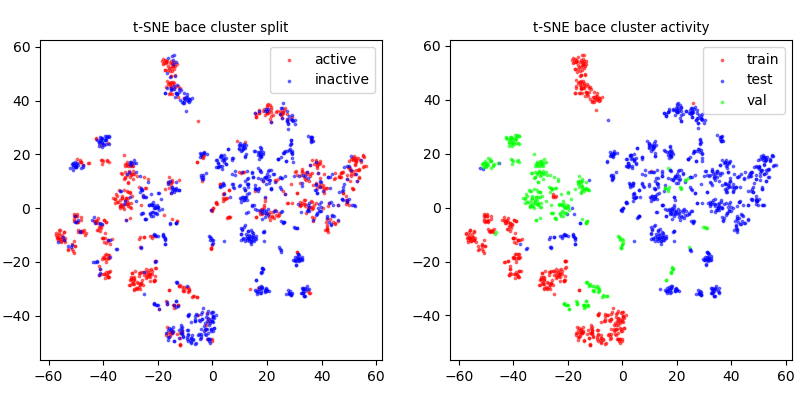 t-SNE bace cluster split
active
inactive
60
40
20
0
−20
−40
−60 −40 −20 0 20 40 60
t-SNE bace cluster activity
train
test
val
60
40
20
0
−20
−40
−60 −40 −20 0 20 40 60